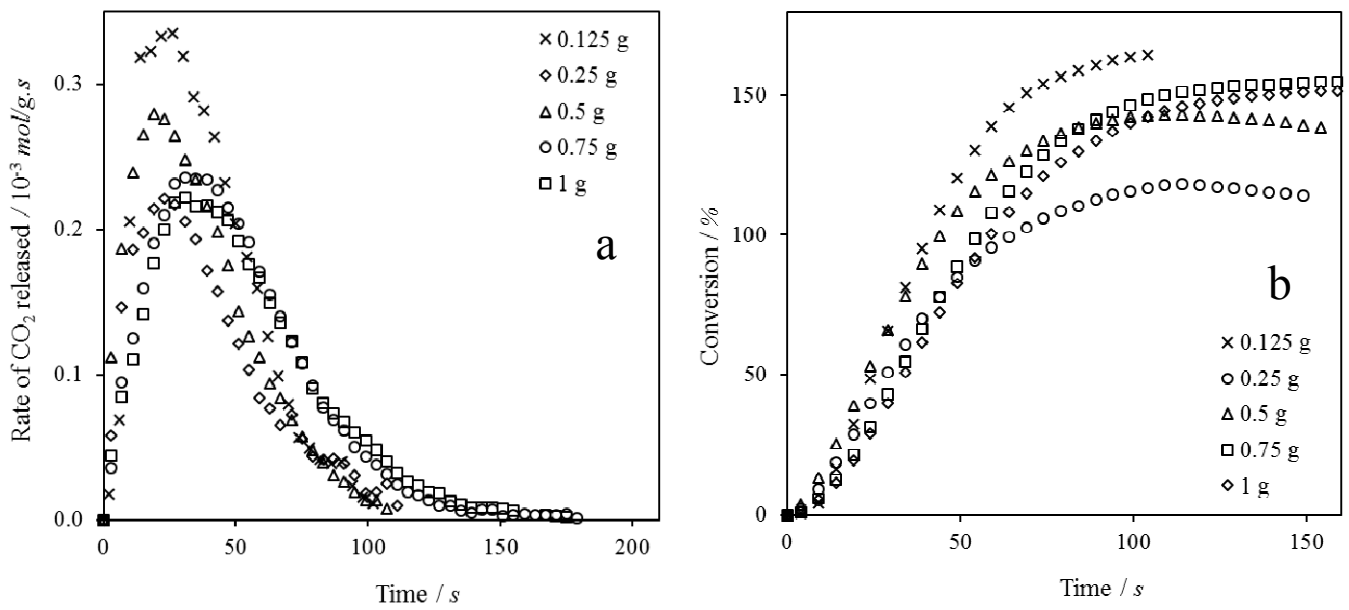 Rate of CO₂ released / 10⁻³ mol/g.s
0.3
0.2
0.1
0.0
0
50
100
150
200
Time / s
0.125 g
0.25 g
0.5 g
0.75 g
1 g
a
Conversion / %
150
100
50
0
0
50
100
150
Time / s
b
0.125 g
0.25 g
0.5 g
0.75 g
1 g